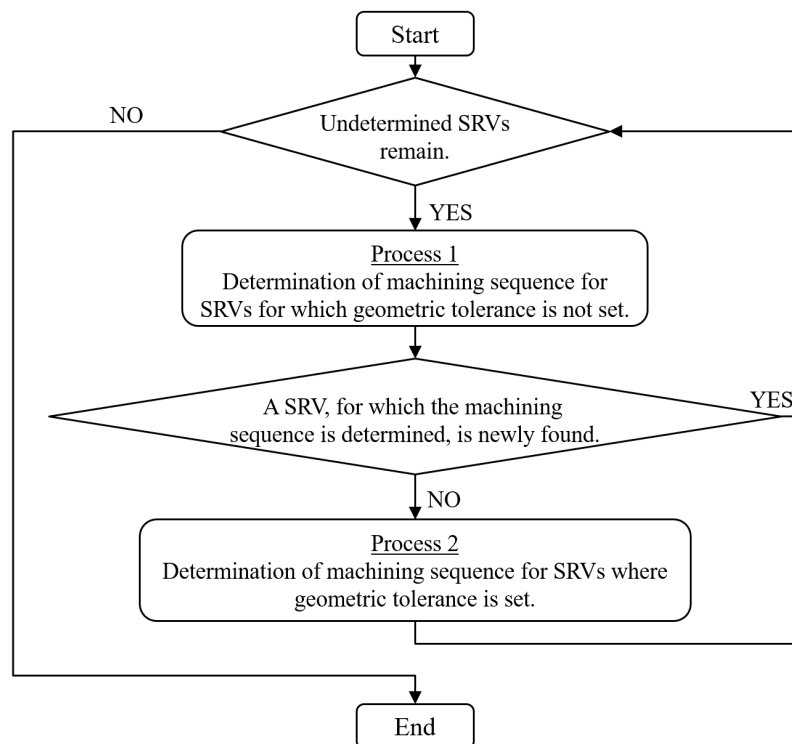 Start
NO
Undetermined SRVs
remain.
YES
Process 1
Determination of machining sequence for
SRVs for which geometric tolerance is not set.
A SRV, for which the machining
sequence is determined, is newly found.
YES
NO
Process 2
Determination of machining sequence for SRVs where
geometric tolerance is set.
End